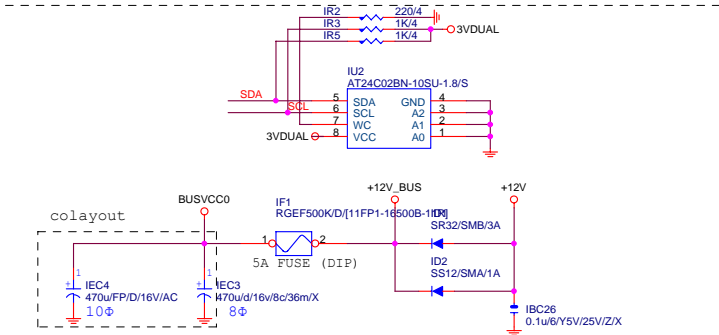 IR2 220/4
IR3 1K/4
IR5 1K/4
3VDUAL
IU2
AT24C02BN-10SU-1.8/S
SDA 5 SDA GND 4
SCL 6 SCL A2 3
7 WC A1 2
3VDUAL 8 VCC A0 1
BUSVCC0
+12V_BUS
+12V
colayout
IF1
RGEF500K/D/[11FP1-16500B-11R]
ID1
SR32/SMB/3A
1 2
5A FUSE (DIP)
ID2
SS12/SMA/1A
1 1
+ IEC4
470u/FP/D/16V/AC
10Φ
+ IEC3
470u/d/16v/8c/36m/X
8Φ
IBC26
0.1u/6/Y5V/25V/Z/X